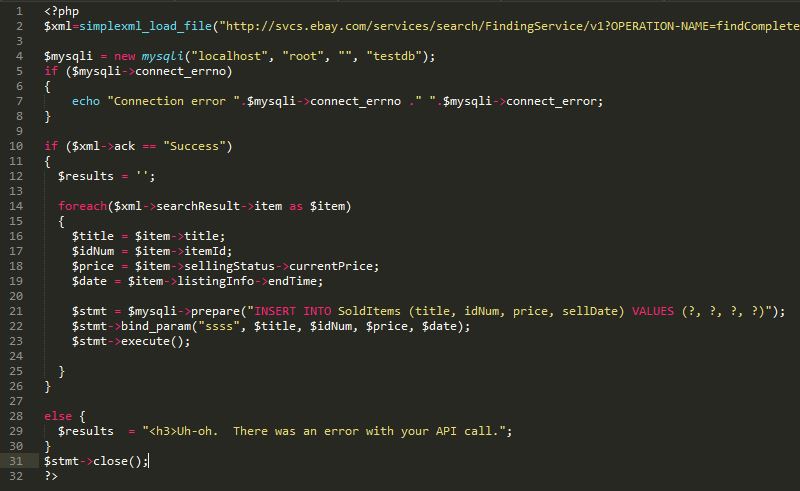 1 <?php
2 $xml=simplexml_load_file("http://svcs.ebay.com/services/search/FindingService/v1?OPERATION-NAME=findComplete
3
4 $mysqli = new mysqli("localhost", "root", "", "testdb");
5 if ($mysqli->connect_errno)
6 {
7     echo "Connection error ".$mysqli->connect_errno ." ".$mysqli->connect_error;
8 }
9
10 if ($xml->ack == "Success")
11 {
12   $results = '';
13
14   foreach($xml->searchResult->item as $item)
15   {
16     $title = $item->title;
17     $idNum = $item->itemId;
18     $price = $item->sellingStatus->currentPrice;
19     $date = $item->listingInfo->endTime;
20
21     $stmt = $mysqli->prepare("INSERT INTO SoldItems (title, idNum, price, sellDate) VALUES (?, ?, ?, ?)");
22     $stmt->bind_param("ssss", $title, $idNum, $price, $date);
23     $stmt->execute();
24
25   }
26 }
27
28 else {
29   $results  = "<h3>Uh-oh.  There was an error with your API call.";
30 }
31 $stmt->close();
32 ?>